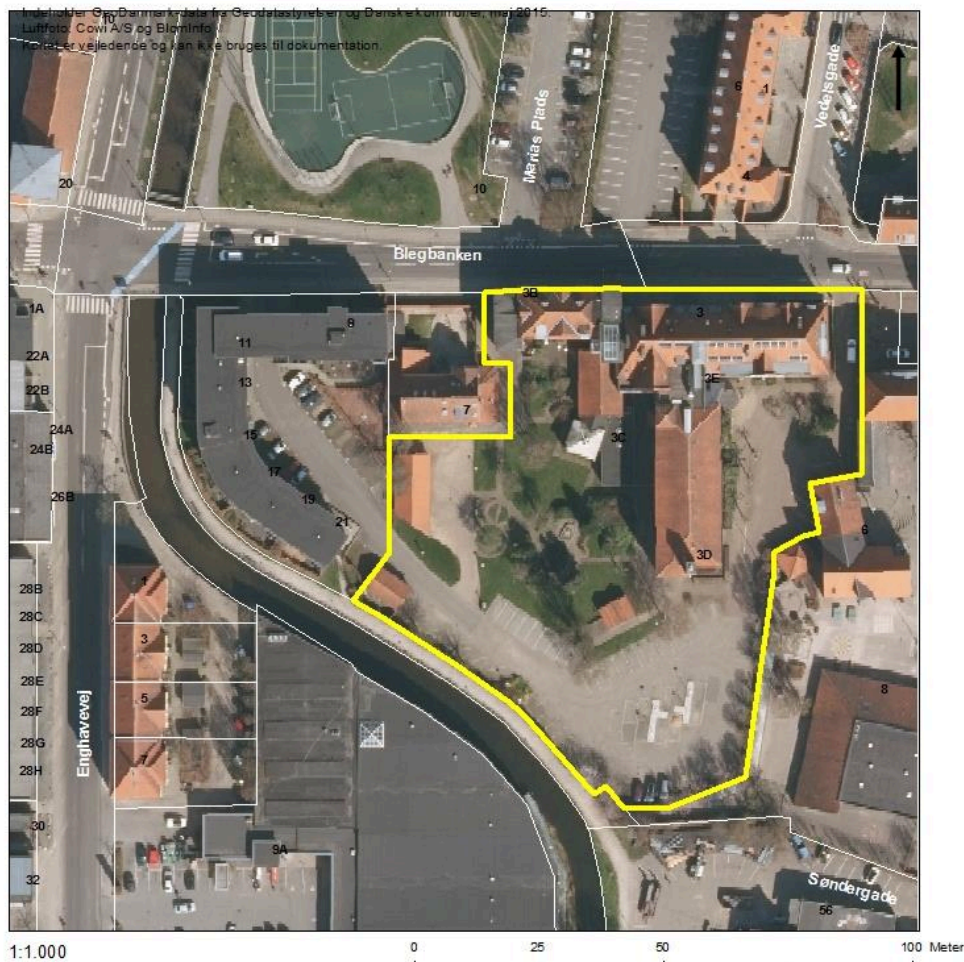 Indeholder GeoDanmark-data fra Geodatastyrelsen og Danske kommuner, maj 2015.
Luftfoto: Cowi A/S og BlomInfo
Kortet er vejledende og kan ikke bruges til dokumentation.
10
Marias Plads
6
1
Vedelsgade
4
10
20
Blegbanken
3B
3
1A
9
11
22A
3E
13
22B
7
24A
15
3C
24B
17
26B
19
21
6
3D
1
28B
28C
3
28D
28E
5
8
28F
28G
7
28H
Enghavevej
30
9A
32
Søndergade
56
1:1.000
0 25 50 100 Meter